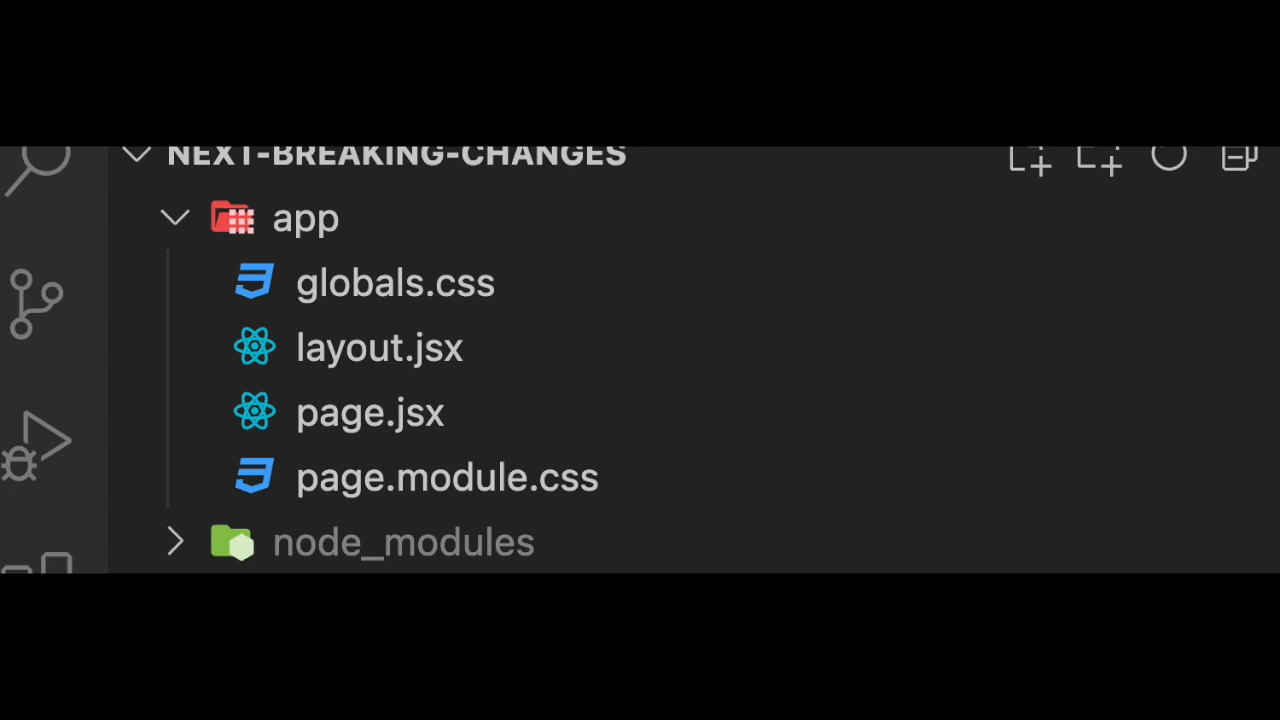 NEXT-BREAKING-CHANGES
app
globals.css
layout.jsx
page.jsx
page.module.css
node_modules